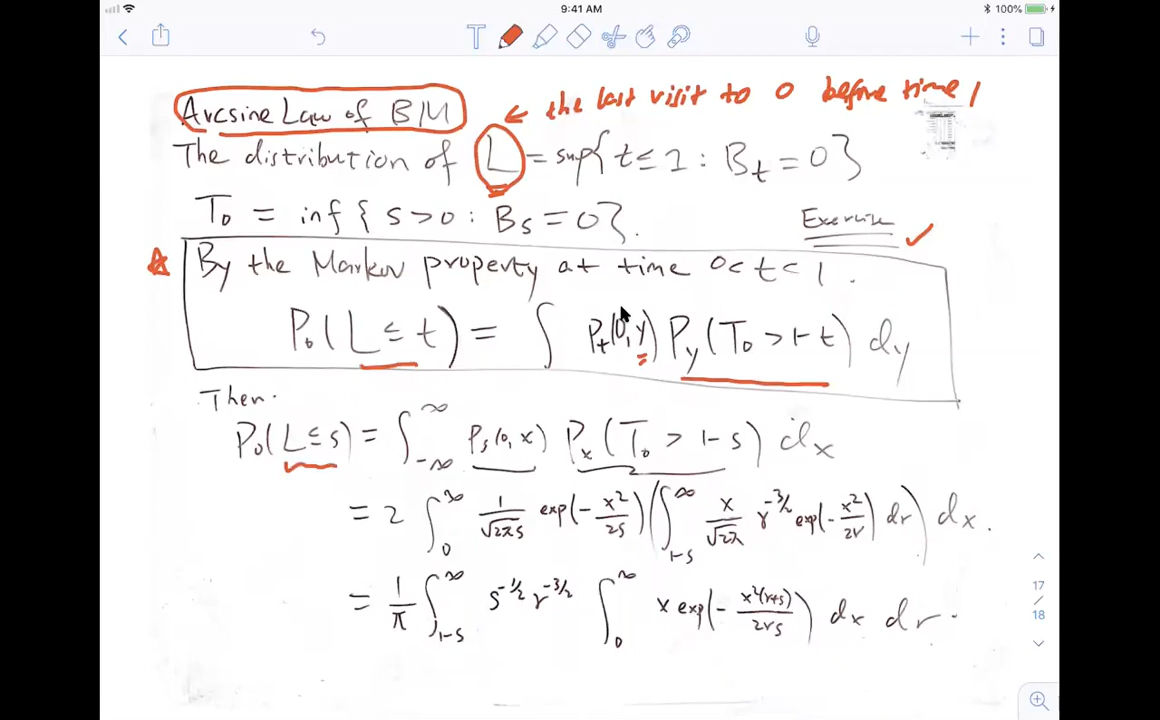 9:41 AM
100%
Arcsine Law of BM
← the last visit to 0 before time 1
The distribution of L = sup{ t ≤ 1 : B_t = 0 }
T_0 = inf { s > 0 : B_s = 0 }.
Exercise ✓
☆ By the Markov property at time 0 < t < 1.
P_0 ( L ≤ t ) = ∫ P_t(0, y) P_y ( T_0 > 1-t ) dy
Then.
P_0( L ≤ s ) = ∫_{-∞}^{∞} P_s(0, x) P_x ( T_0 > 1-s ) dx
= 2 ∫_0^∞ 1/√(2πs) exp(- x²/2s) ( ∫_{1-s}^∞ x/√(2π) r^{-3/2} exp(- x²/2r) dr ) dx .
= 1/π ∫_{1-s}^∞ s^{-1/2} r^{-3/2} ∫_0^∞ x exp(- x²(r+s)/2rs ) dx dr .
17
/
18